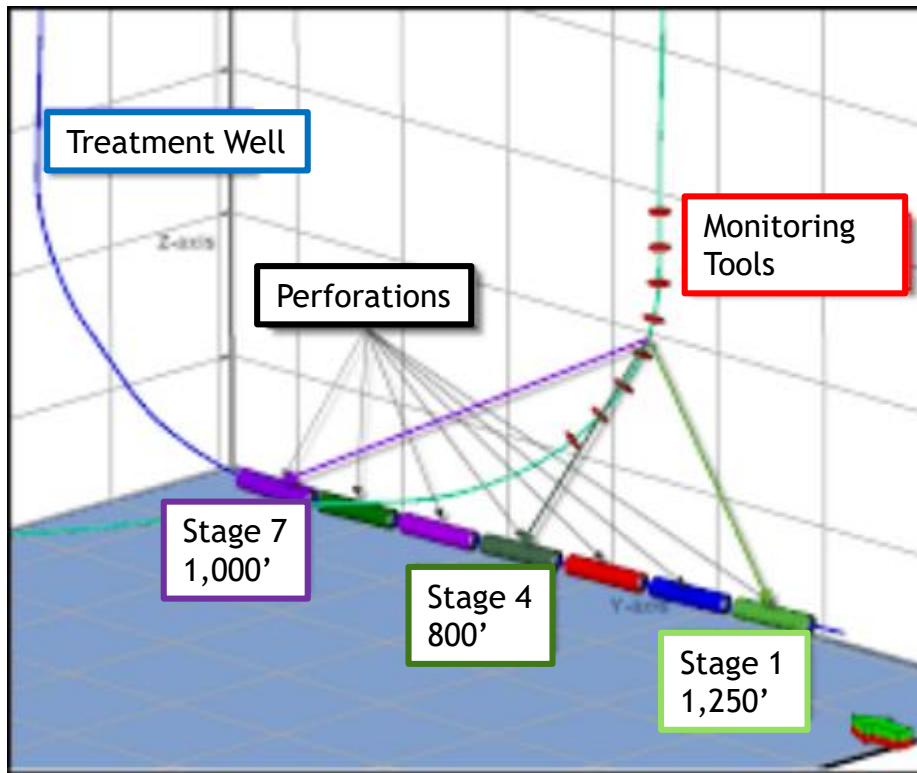 Treatment Well
Z-axis
Monitoring
Tools
Perforations
Stage 7
1,000’
Stage 4
800’
Y-axis
Stage 1
1,250’